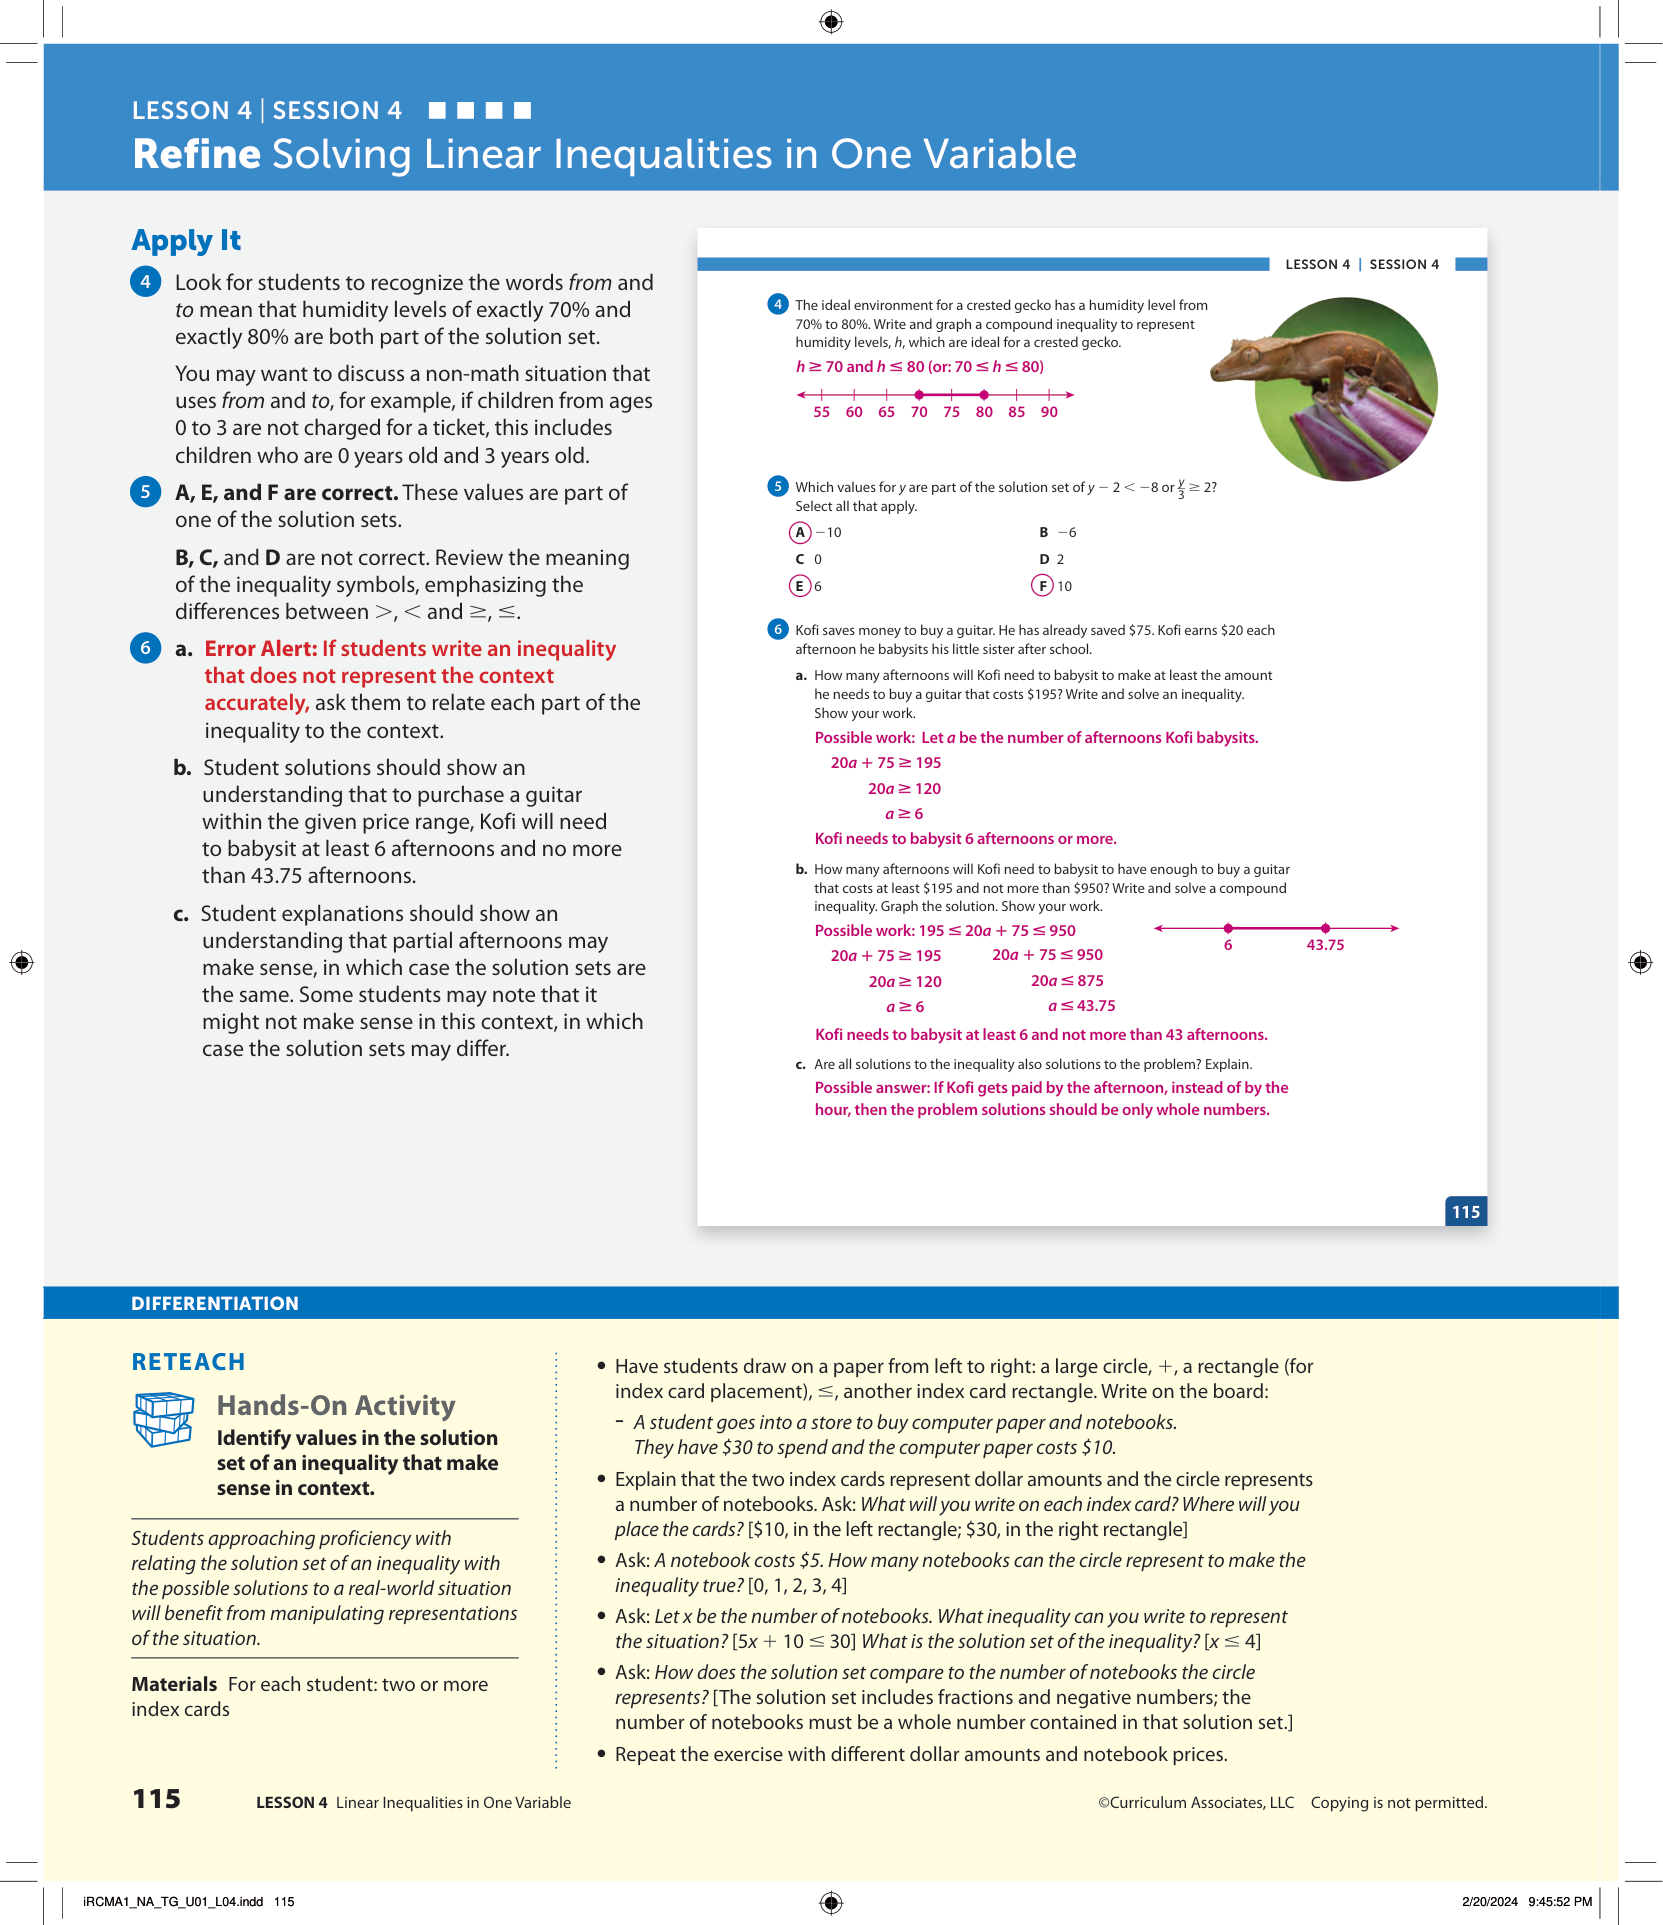 LESSON 4 | SESSION 4
Refine Solving Linear Inequalities in One Variable
Apply It
4 Look for students to recognize the words from and
to mean that humidity levels of exactly 70% and
exactly 80% are both part of the solution set.
You may want to discuss a non-math situation that
uses from and to, for example, if children from ages
0 to 3 are not charged for a ticket, this includes
children who are 0 years old and 3 years old.
5 A, E, and F are correct. These values are part of
one of the solution sets.
B, C, and D are not correct. Review the meaning
of the inequality symbols, emphasizing the
differences between >, < and ≥, ≤.
6 a. Error Alert: If students write an inequality
that does not represent the context
accurately, ask them to relate each part of the
inequality to the context.
b. Student solutions should show an
understanding that to purchase a guitar
within the given price range, Kofi will need
to babysit at least 6 afternoons and no more
than 43.75 afternoons.
c. Student explanations should show an
understanding that partial afternoons may
make sense, in which case the solution sets are
the same. Some students may note that it
might not make sense in this context, in which
case the solution sets may differ.
LESSON 4 | SESSION 4
4 The ideal environment for a crested gecko has a humidity level from
70% to 80%. Write and graph a compound inequality to represent
humidity levels, h, which are ideal for a crested gecko.
h ≥ 70 and h ≤ 80 (or: 70 ≤ h ≤ 80)
55 60 65 70 75 80 85 90
5 Which values for y are part of the solution set of y − 2 < −8 or y/3 ≥ 2?
Select all that apply.
A −10 B −6
C 0 D 2
E 6 F 10
6 Kofi saves money to buy a guitar. He has already saved $75. Kofi earns $20 each
afternoon he babysits his little sister after school.
a. How many afternoons will Kofi need to babysit to make at least the amount
he needs to buy a guitar that costs $195? Write and solve an inequality.
Show your work.
Possible work: Let a be the number of afternoons Kofi babysits.
20a + 75 ≥ 195
20a ≥ 120
a ≥ 6
Kofi needs to babysit 6 afternoons or more.
b. How many afternoons will Kofi need to babysit to have enough to buy a guitar
that costs at least $195 and not more than $950? Write and solve a compound
inequality. Graph the solution. Show your work.
Possible work: 195 ≤ 20a + 75 ≤ 950
6 43.75
20a + 75 ≥ 195 20a + 75 ≤ 950
20a ≥ 120 20a ≤ 875
a ≥ 6 a ≤ 43.75
Kofi needs to babysit at least 6 and not more than 43 afternoons.
c. Are all solutions to the inequality also solutions to the problem? Explain.
Possible answer: If Kofi gets paid by the afternoon, instead of by the
hour, then the problem solutions should be only whole numbers.
115
DIFFERENTIATION
RETEACH
Hands-On Activity
Identify values in the solution
set of an inequality that make
sense in context.
Students approaching proficiency with
relating the solution set of an inequality with
the possible solutions to a real-world situation
will benefit from manipulating representations
of the situation.
Materials For each student: two or more
index cards
• Have students draw on a paper from left to right: a large circle, +, a rectangle (for
index card placement), ≤, another index card rectangle. Write on the board:
– A student goes into a store to buy computer paper and notebooks.
They have $30 to spend and the computer paper costs $10.
• Explain that the two index cards represent dollar amounts and the circle represents
a number of notebooks. Ask: What will you write on each index card? Where will you
place the cards? [$10, in the left rectangle; $30, in the right rectangle]
• Ask: A notebook costs $5. How many notebooks can the circle represent to make the
inequality true? [0, 1, 2, 3, 4]
• Ask: Let x be the number of notebooks. What inequality can you write to represent
the situation? [5x + 10 ≤ 30] What is the solution set of the inequality? [x ≤ 4]
• Ask: How does the solution set compare to the number of notebooks the circle
represents? [The solution set includes fractions and negative numbers; the
number of notebooks must be a whole number contained in that solution set.]
• Repeat the exercise with different dollar amounts and notebook prices.
115 LESSON 4 Linear Inequalities in One Variable
©Curriculum Associates, LLC Copying is not permitted.
iRCMA1_NA_TG_U01_L04.indd 115
2/20/2024 9:45:52 PM